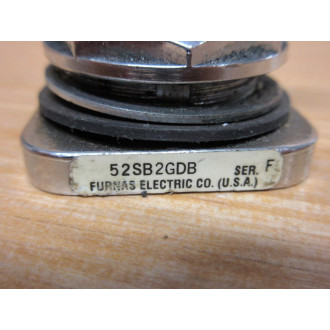 52SB2GDB SER. F
FURNAS ELECTRIC CO. (U.S.A.)